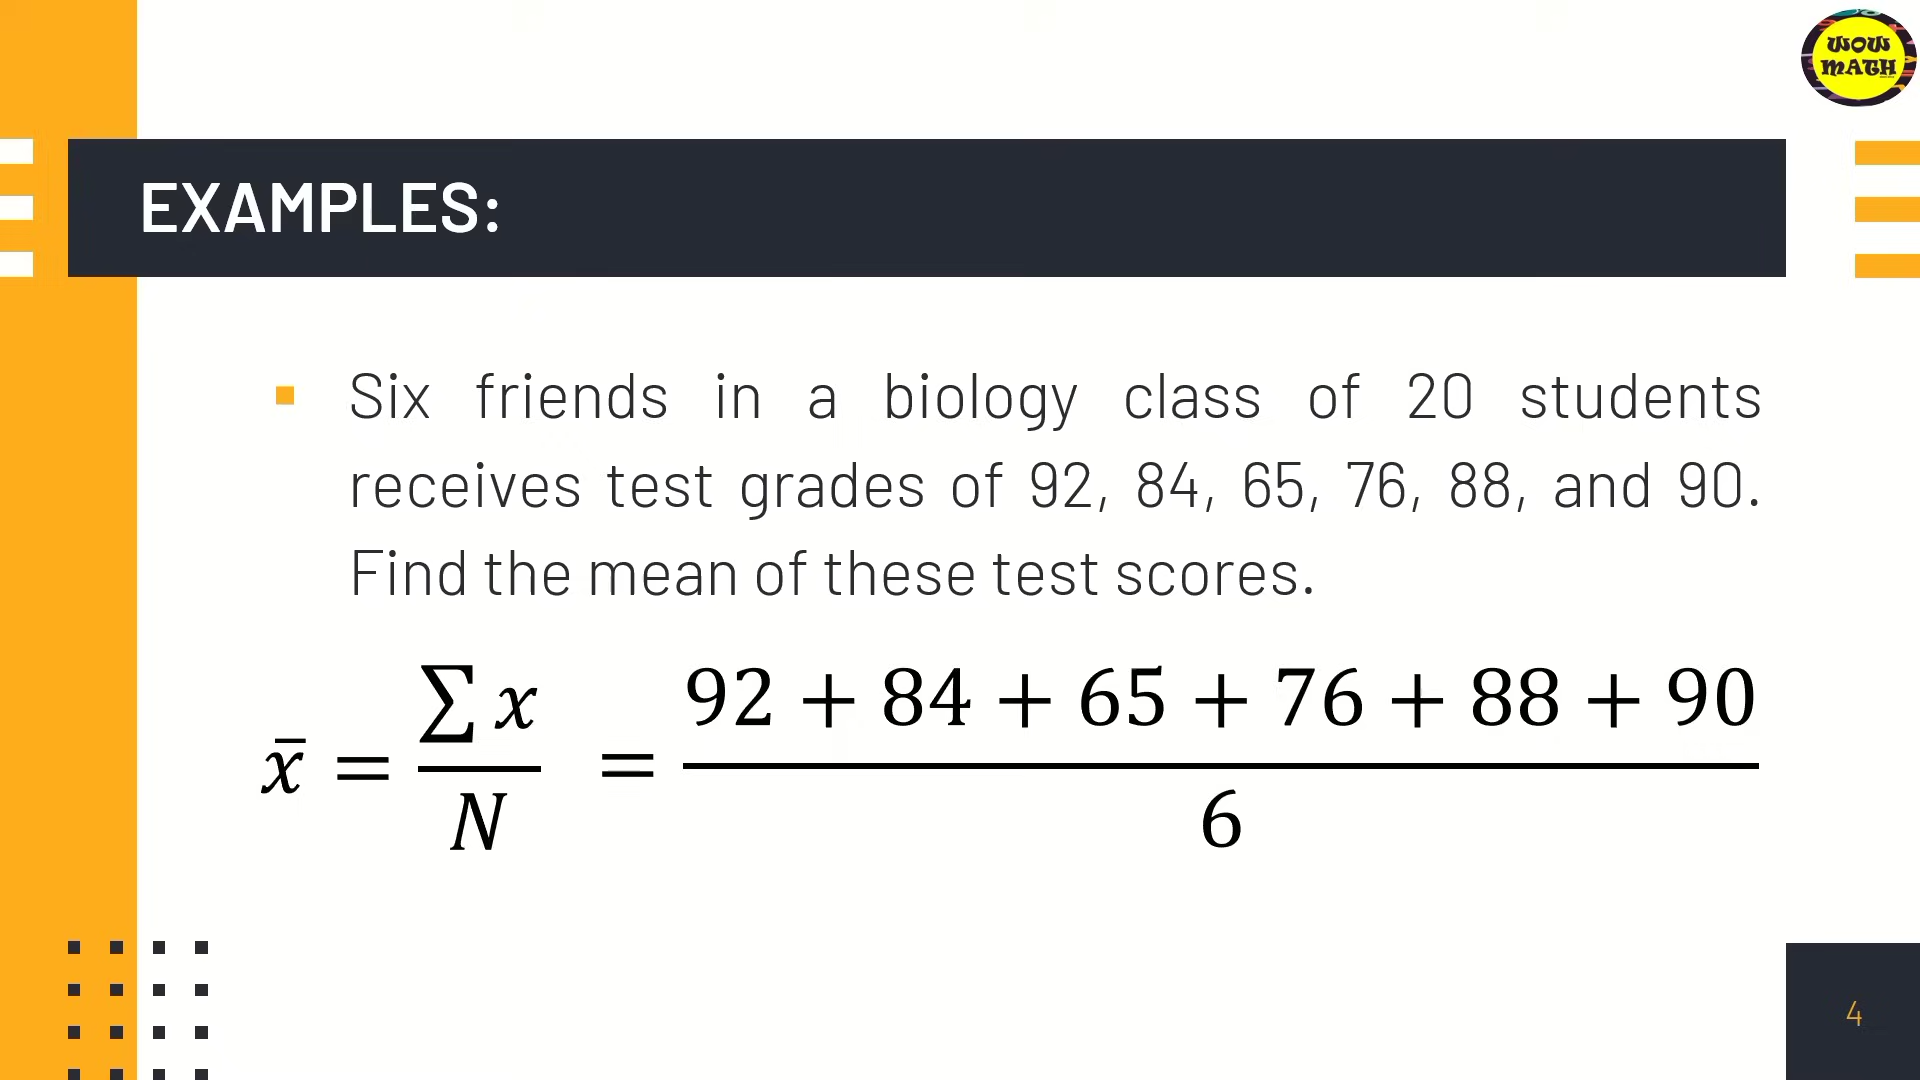 WOW
MATH
EXAMPLES:
▪ Six friends in a biology class of 20 students
receives test grades of 92, 84, 65, 76, 88, and 90.
Find the mean of these test scores.
x̄ = ∑ x / N = 92 + 84 + 65 + 76 + 88 + 90 / 6
4